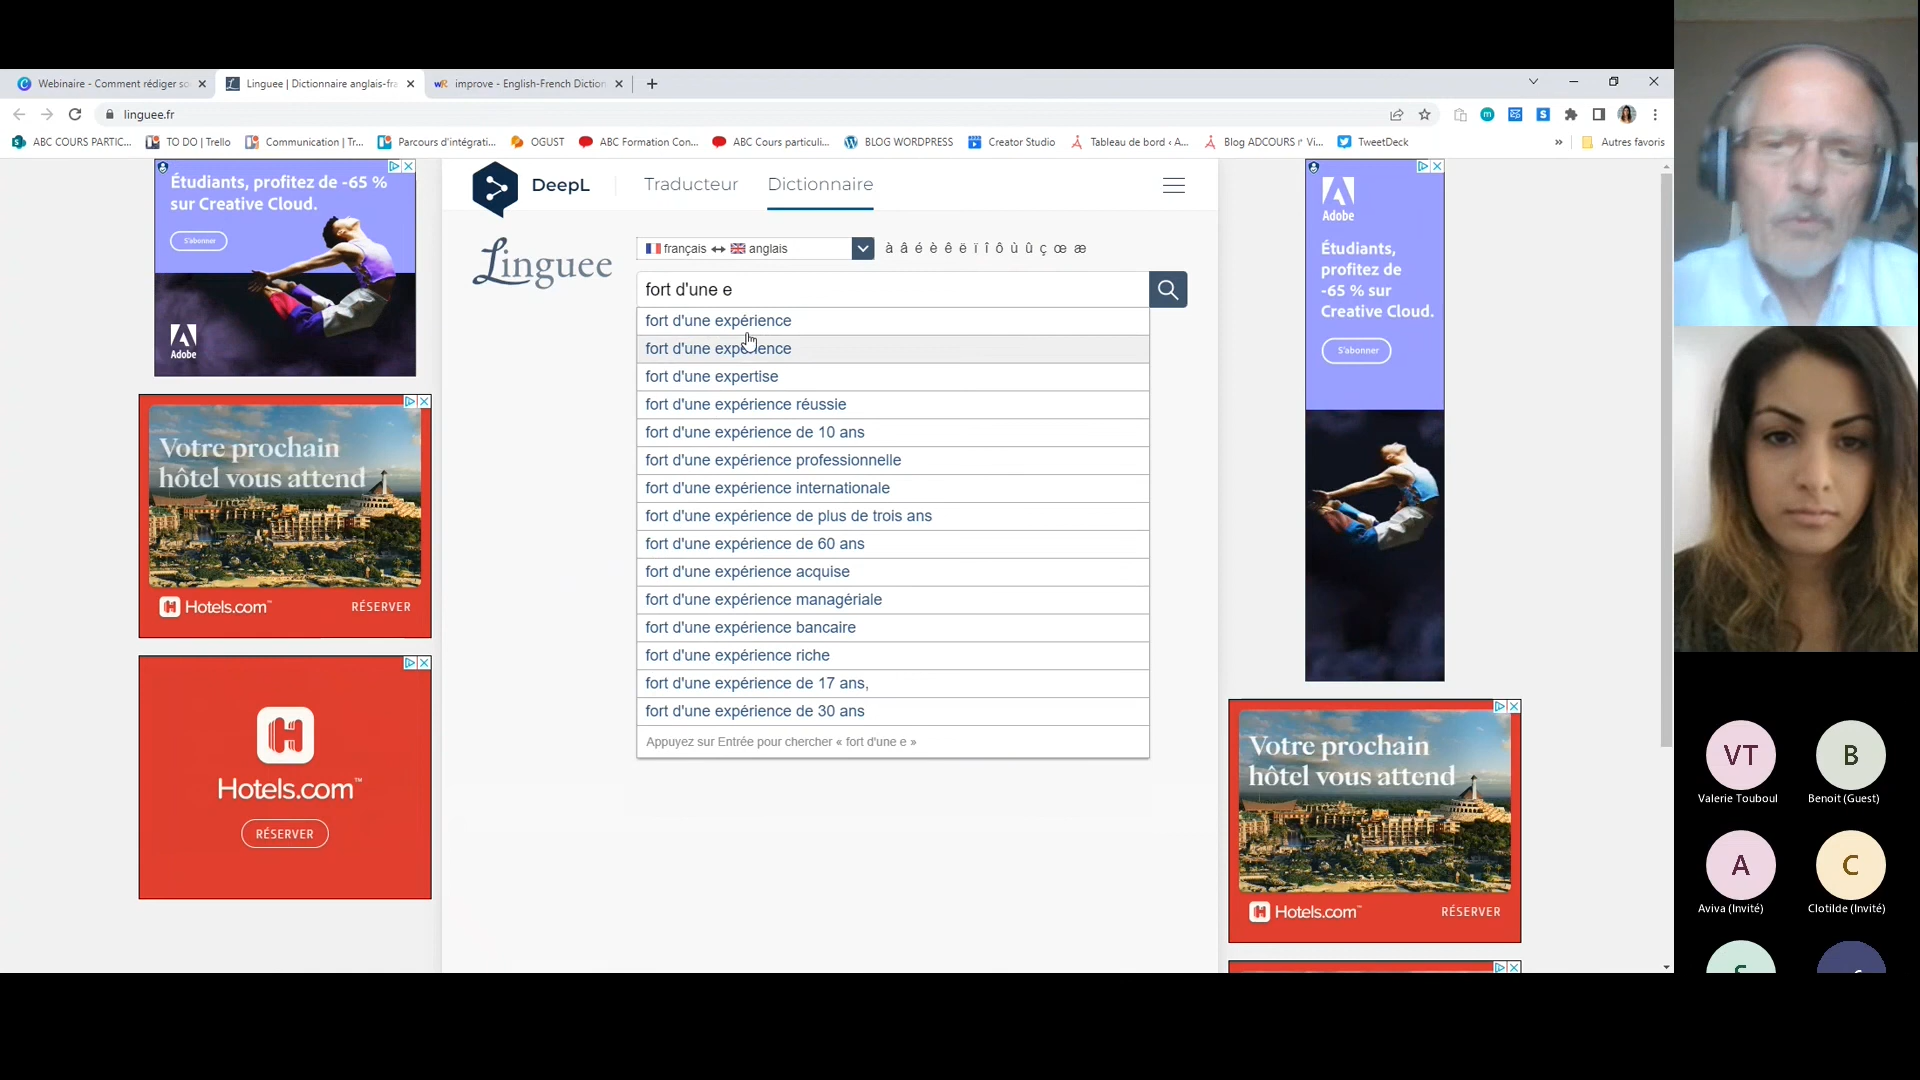 Webinaire - Comment rédiger so
Linguee | Dictionnaire anglais-fra
improve - English-French Diction
linguee.fr
ABC COURS PARTIC...
TO DO | Trello
Communication | Tr...
Parcours d'intégrati...
OGUST
ABC Formation Con...
ABC Cours particuli...
BLOG WORDPRESS
Creator Studio
Tableau de bord ‹ A...
Blog ADCOURS
TweetDeck
»
Autres favoris
Étudiants, profitez de -65 %
sur Creative Cloud.
S'abonner
Adobe
DeepL
Traducteur
Dictionnaire
Linguee
français ↔ anglais
à â é è ê ë ï î ô ù û ç œ æ
fort d'une e
fort d'une expérience
fort d'une expérience
fort d'une expertise
fort d'une expérience réussie
fort d'une expérience de 10 ans
fort d'une expérience professionnelle
fort d'une expérience internationale
fort d'une expérience de plus de trois ans
fort d'une expérience de 60 ans
fort d'une expérience acquise
fort d'une expérience managériale
fort d'une expérience bancaire
fort d'une expérience riche
fort d'une expérience de 17 ans,
fort d'une expérience de 30 ans
Appuyez sur Entrée pour chercher « fort d'une e »
Votre prochain
hôtel vous attend
Hotels.com™
RÉSERVER
Hotels.com™
RÉSERVER
Adobe
Étudiants,
profitez de
-65 % sur
Creative Cloud.
S'abonner
Votre prochain
hôtel vous attend
Hotels.com™
RÉSERVER
VT
Valerie Touboul
B
Benoit (Guest)
A
Aviva (Invité)
C
Clotilde (Invité)